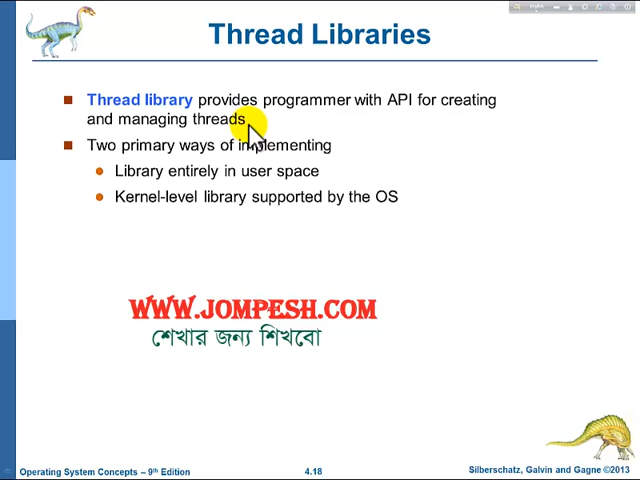 Thread Libraries
Thread library provides programmer with API for creating
and managing threads
Two primary ways of implementing
Library entirely in user space
Kernel-level library supported by the OS
WWW.JOMPESH.COM
শেখার জন্য শিখবো
Operating System Concepts – 9th Edition
4.18
Silberschatz, Galvin and Gagne ©2013